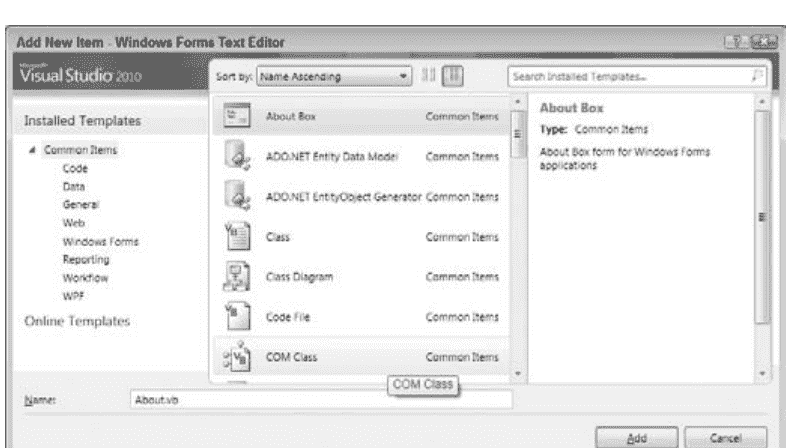 Add New Item - Windows Forms Text Editor
Microsoft
Visual Studio 2010
Sort by: Name Ascending
Search Installed Templates...
Installed Templates
Common Items
Code
Data
General
Web
Windows Forms
Reporting
Workflow
WPF
Online Templates
About Box Common Items
ADO.NET Entity Data Model Common Items
ADO.NET EntityObject Generator Common Items
Class Common Items
Class Diagram Common Items
Code File Common Items
COM Class Common Items
COM Class
About Box
Type: Common Items
About Box form for Windows Forms
applications
Name: About.vb
Add Cancel